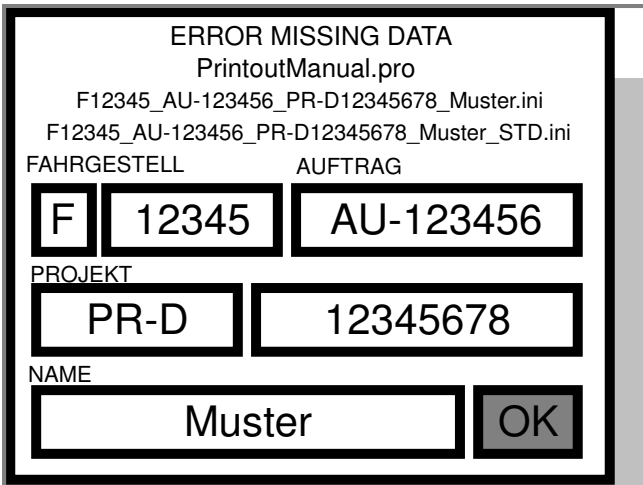 ERROR MISSING DATA
PrintoutManual.pro
F12345_AU-123456_PR-D12345678_Muster.ini
F12345_AU-123456_PR-D12345678_Muster_STD.ini
FAHRGESTELL AUFTRAG
F 12345 AU-123456
PROJEKT
PR-D 12345678
NAME
Muster OK